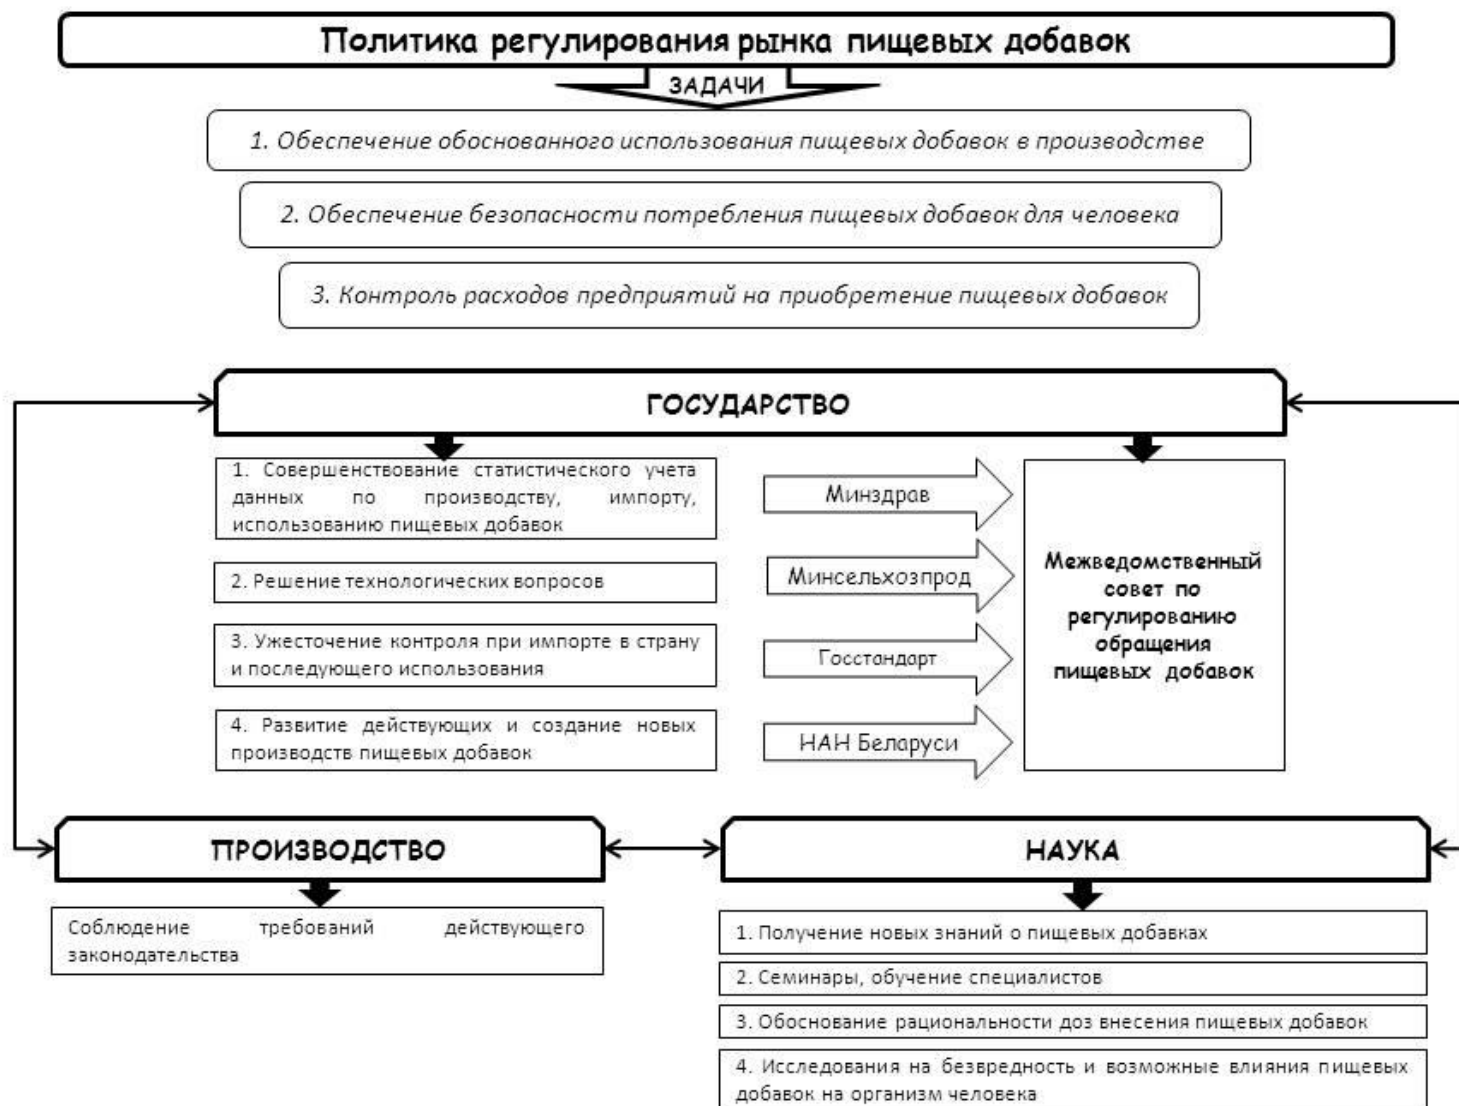 Политика регулирования рынка пищевых добавок
ЗАДАЧИ
1. Обеспечение обоснованного использования пищевых добавок в производстве
2. Обеспечение безопасности потребления пищевых добавок для человека
3. Контроль расходов предприятий на приобретение пищевых добавок
ГОСУДАРСТВО
1. Совершенствование статистического учета
данных по производству, импорту,
использованию пищевых добавок
2. Решение технологических вопросов
3. Ужесточение контроля при импорте в страну
и последующего использования
4. Развитие действующих и создание новых
производств пищевых добавок
Минздрав
Минсельхозпрод
Госстандарт
НАН Беларуси
Межведомственный
совет по
регулированию
обращения
пищевых добавок
ПРОИЗВОДСТВО
Соблюдение требований действующего
законодательства
НАУКА
1. Получение новых знаний о пищевых добавках
2. Семинары, обучение специалистов
3. Обоснование рациональности доз внесения пищевых добавок
4. Исследования на безвредность и возможные влияния пищевых
добавок на организм человека